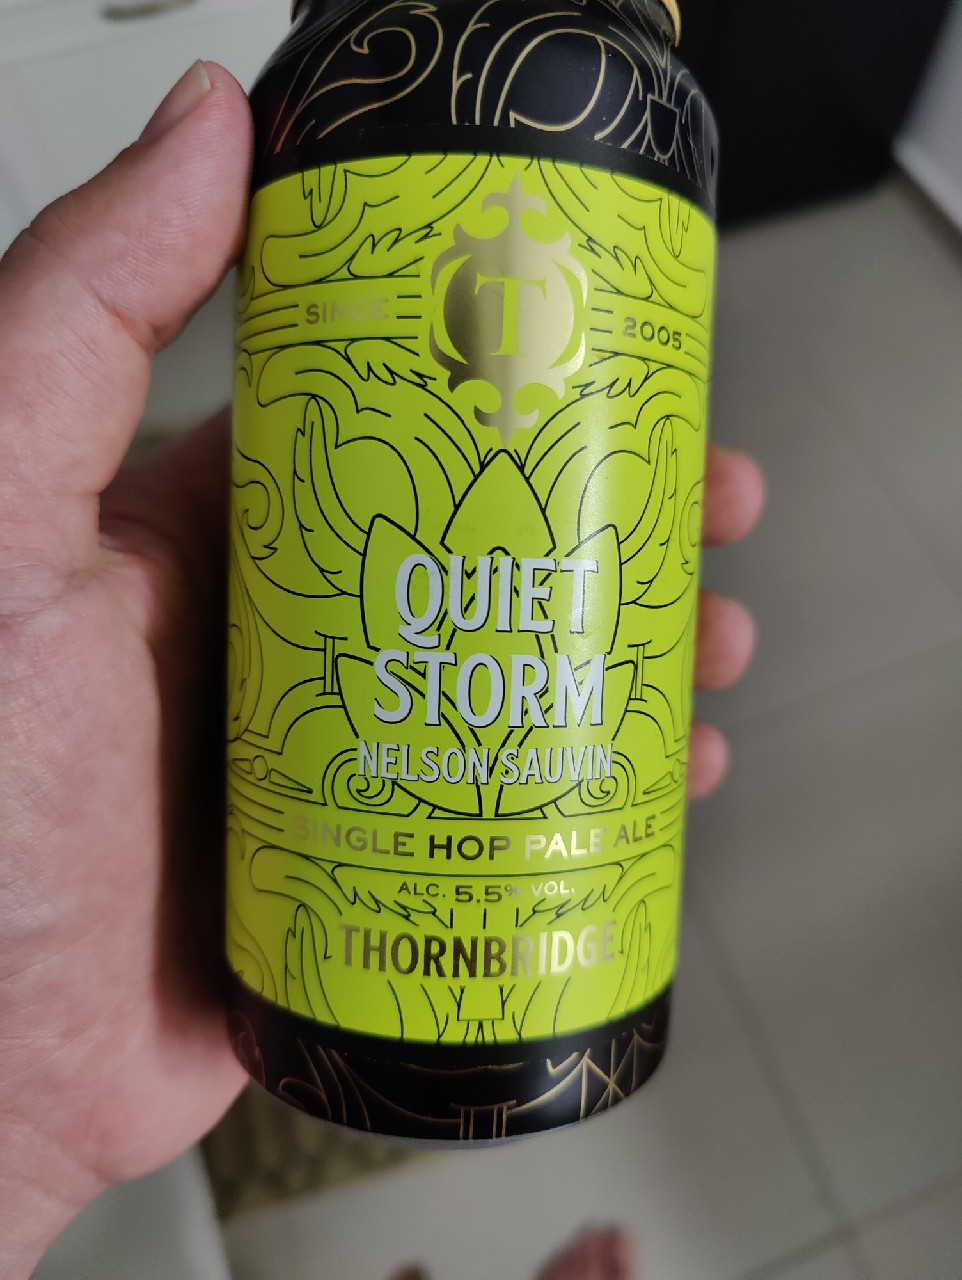 T
SINCE 2005
QUIET
STORM
NELSON SAUVIN
SINGLE HOP PALE ALE
ALC. 5.5% VOL.
THORNBRIDGE